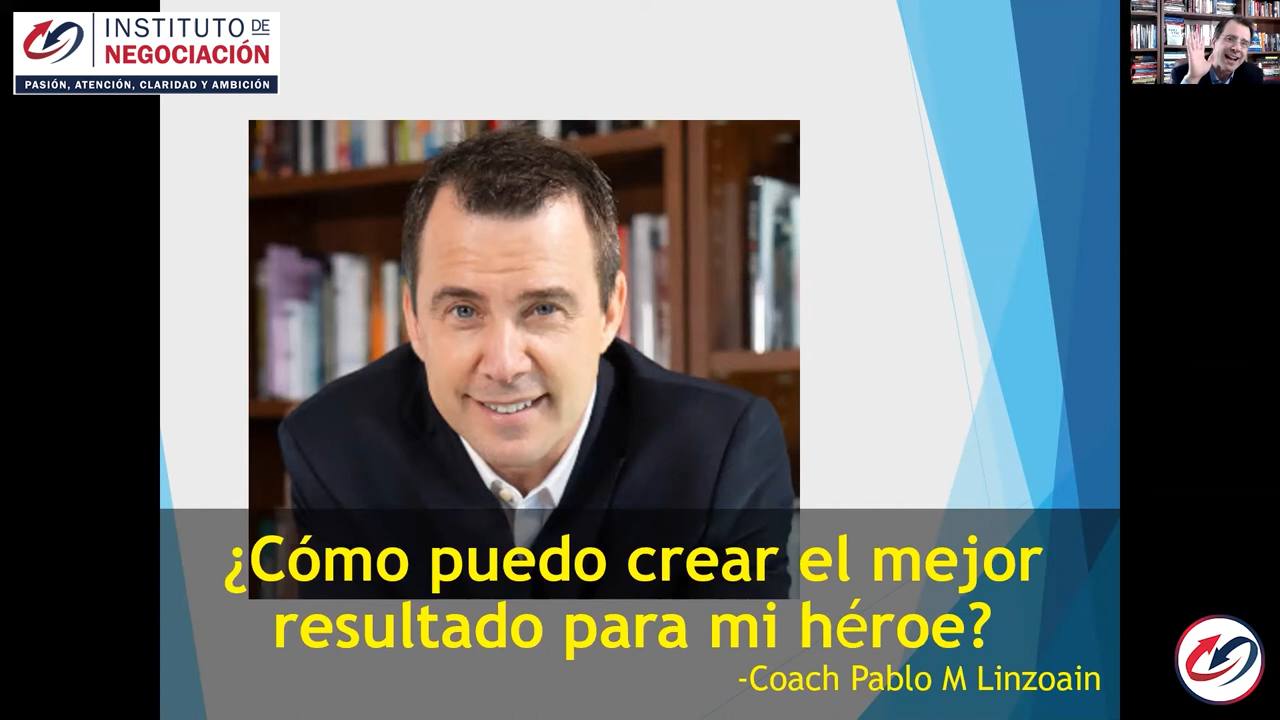 INSTITUTO DE
NEGOCIACIÓN
PASIÓN, ATENCIÓN, CLARIDAD Y AMBICIÓN
¿Cómo puedo crear el mejor
resultado para mi héroe?
-Coach Pablo M Linzoain